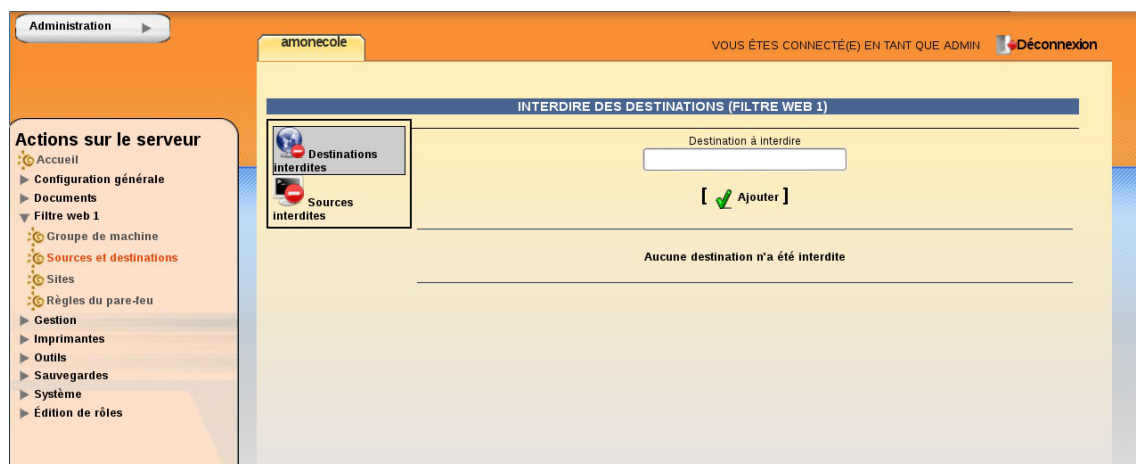 Administration
amonecole
VOUS ÊTES CONNECTÉ(E) EN TANT QUE ADMIN
Déconnexion
Actions sur le serveur
Accueil
Configuration générale
Documents
Filtre web 1
Groupe de machine
Sources et destinations
Sites
Règles du pare-feu
Gestion
Imprimantes
Outils
Sauvegardes
Système
Édition de rôles
INTERDIRE DES DESTINATIONS (FILTRE WEB 1)
Destinations
interdites
Sources
interdites
Destination à interdire
[ Ajouter ]
Aucune destination n'a été interdite